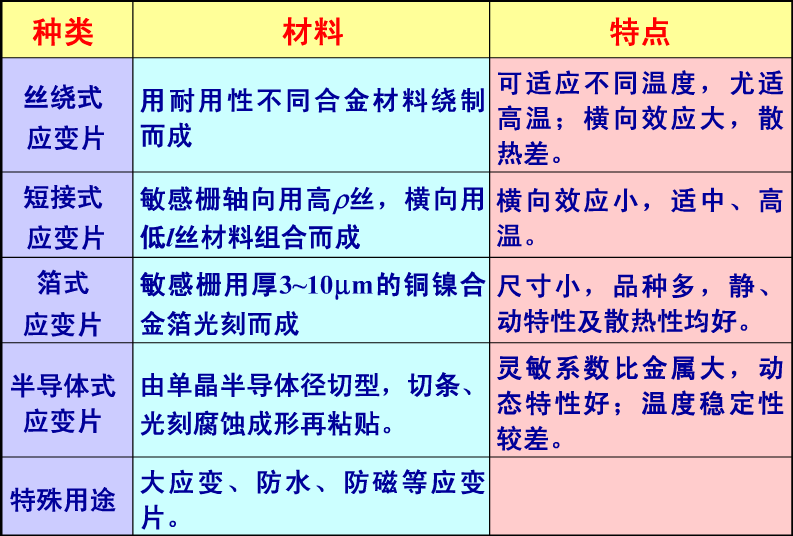 种类
材料
特点
丝绕式
应变片
用耐用性不同合金材料绕制
而成
可适应不同温度，尤适
高温；横向效应大，散
热差。
短接式
应变片
敏感栅轴向用高ρ丝，横向用
低l丝材料组合而成
横向效应小，适中、高
温。
箔式
应变片
敏感栅用厚3~10μm的铜镍合
金箔光刻而成
尺寸小，品种多，静、
动特性及散热性均好。
半导体式
应变片
由单晶半导体径切型，切条、
光刻腐蚀成形再粘贴。
灵敏系数比金属大，动
态特性好；温度稳定性
较差。
特殊用途
大应变、防水、防磁等应变
片。